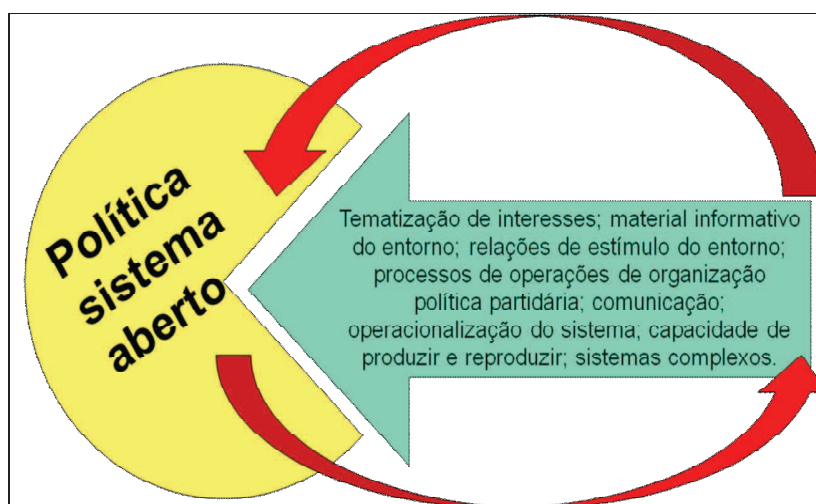 Política
sistema
aberto
Tematização de interesses; material informativo
do entorno; relações de estímulo do entorno;
processos de operações de organização
política partidária; comunicação;
operacionalização do sistema; capacidade de
produzir e reproduzir; sistemas complexos.